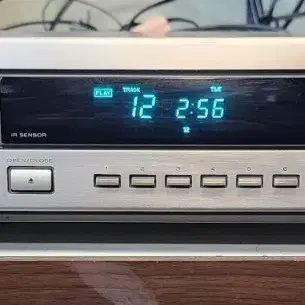 PLAY TRACK TIME
12 2:56
12
IR SENSOR
OPEN/CLOSE
1 2 3 4 5 6